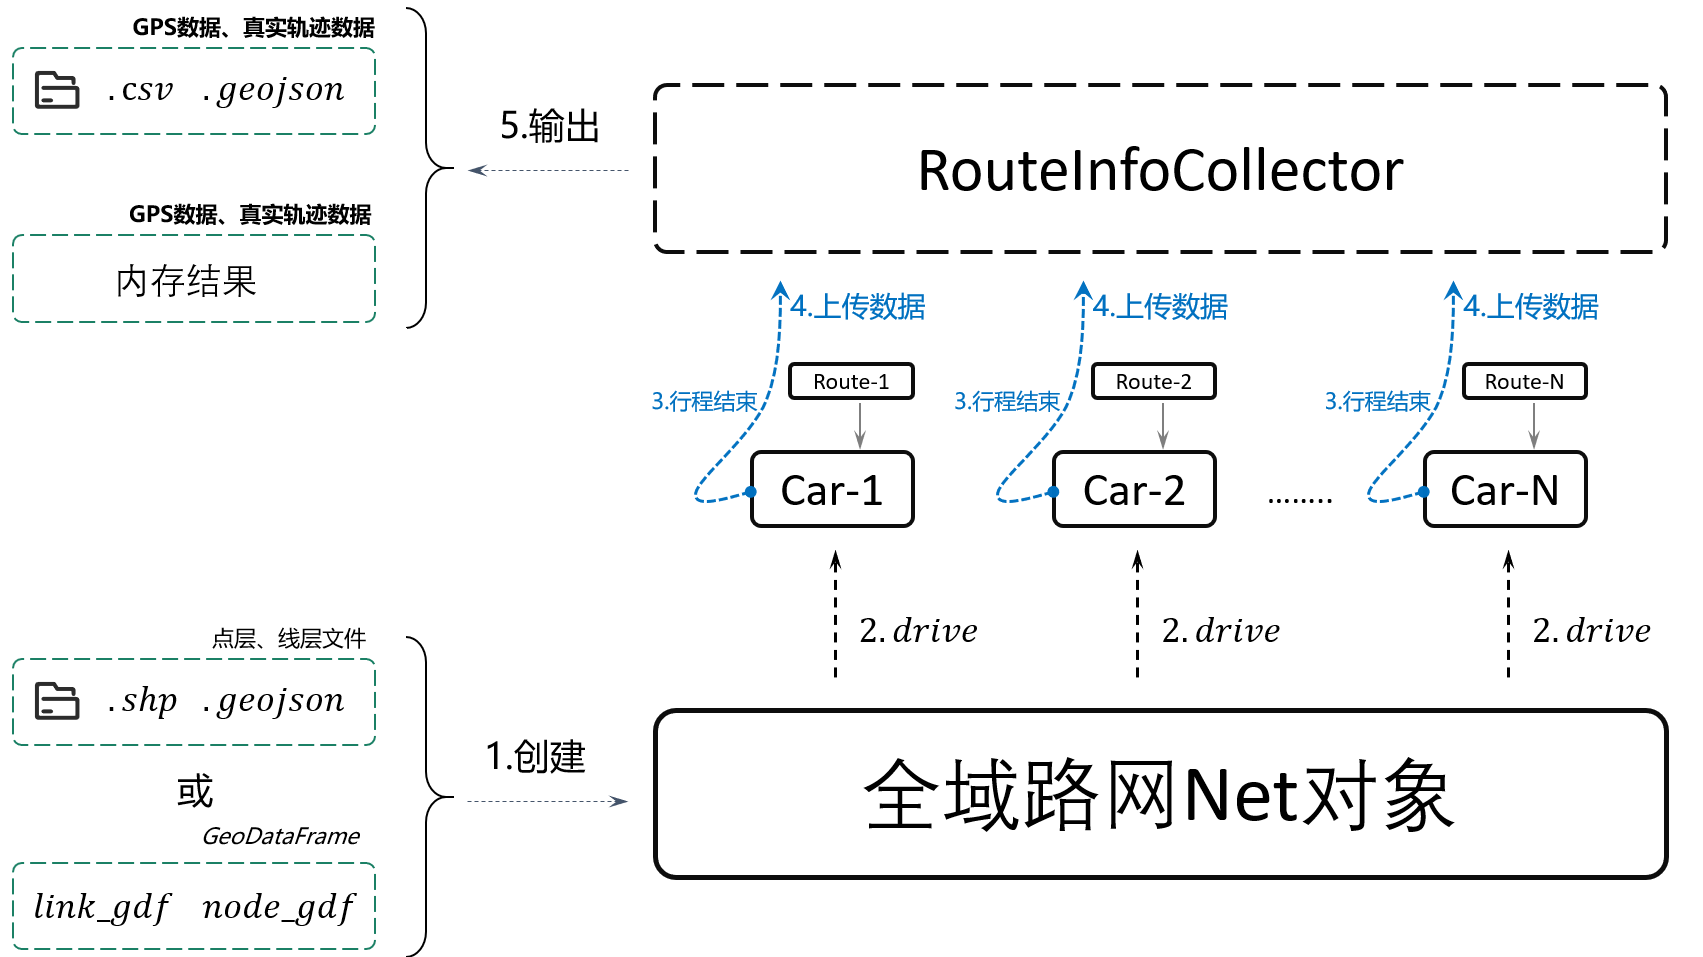 GPS数据、真实轨迹数据
.csv .geojson
GPS数据、真实轨迹数据
内存结果
5.输出
RouteInfoCollector
4.上传数据
4.上传数据
4.上传数据
Route-1
Route-2
Route-N
3.行程结束
3.行程结束
3.行程结束
Car-1
Car-2
........
Car-N
2.drive
2.drive
2.drive
点层、线层文件
.shp .geojson
或
GeoDataFrame
link_gdf node_gdf
1.创建
全域路网Net对象